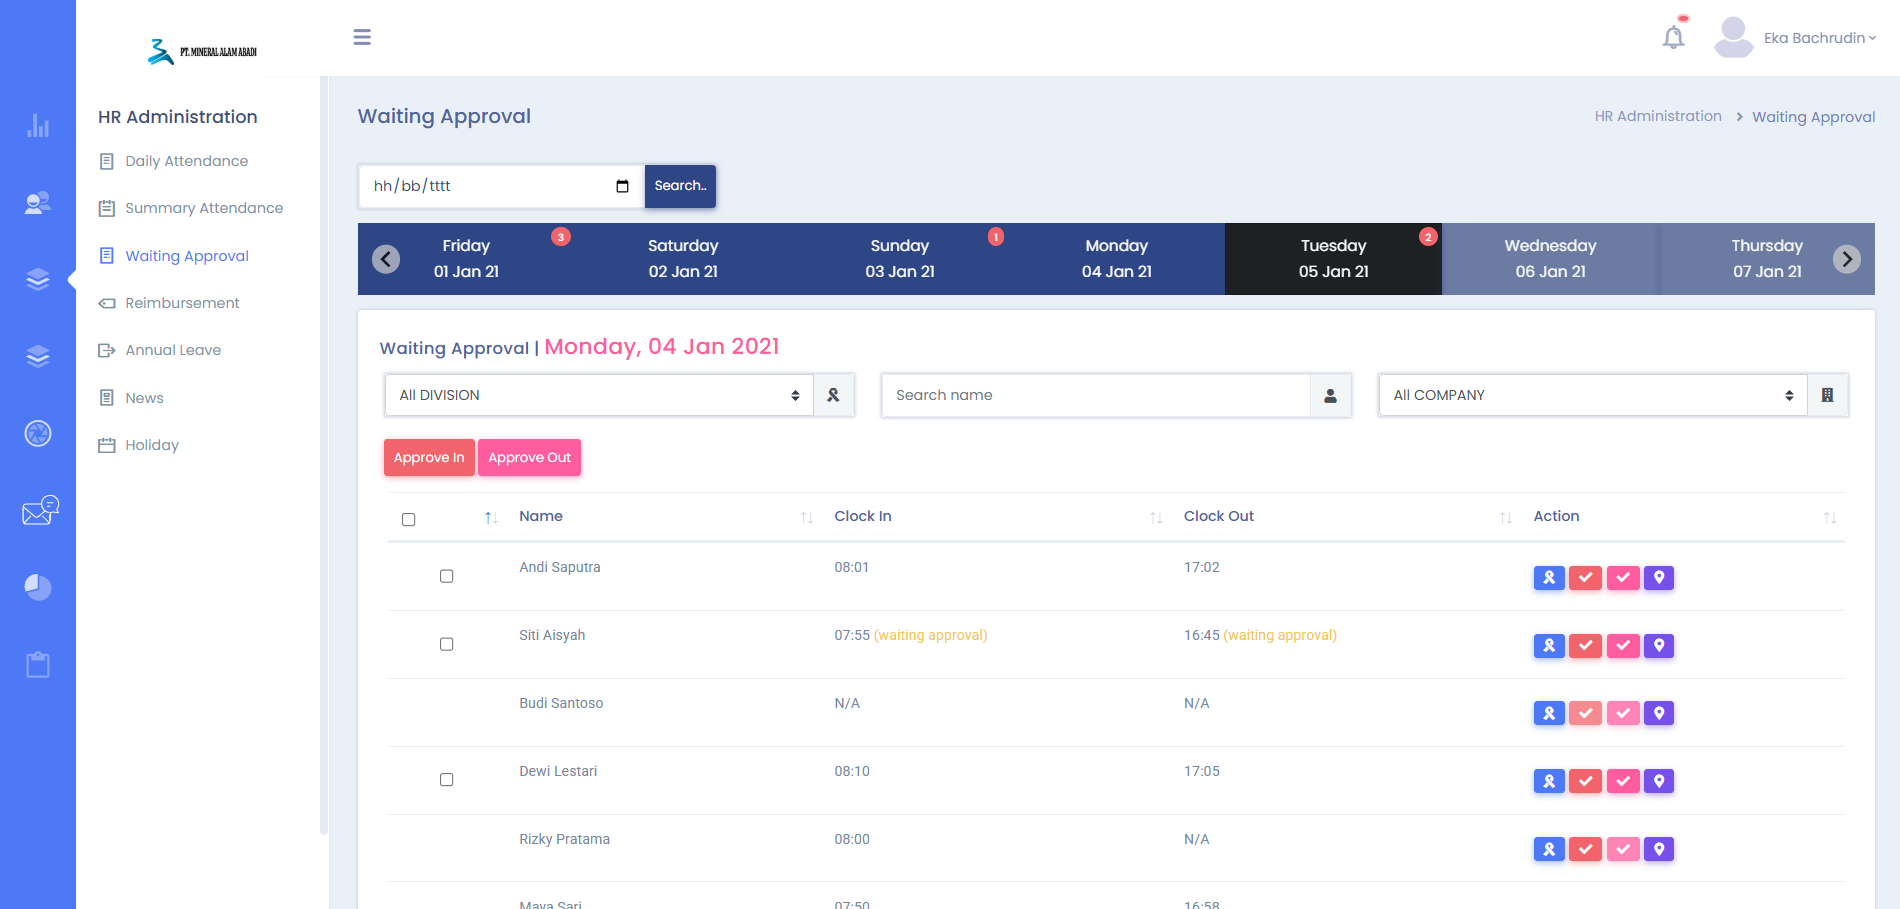 PT. MINERAL ALAM ABADI
Eka Bachrudin
HR Administration
Daily Attendance
Summary Attendance
Waiting Approval
Reimbursement
Annual Leave
News
Holiday
Waiting Approval
HR Administration > Waiting Approval
hh/bb/tttt
Search..
Friday 3
01 Jan 21
Saturday
02 Jan 21
Sunday 1
03 Jan 21
Monday
04 Jan 21
Tuesday 2
05 Jan 21
Wednesday
06 Jan 21
Thursday
07 Jan 21
Waiting Approval | Monday, 04 Jan 2021
All DIVISION
Search name
All COMPANY
Approve In
Approve Out
Name Clock In Clock Out Action
Andi Saputra 08:01 17:02
Siti Aisyah 07:55 (waiting approval) 16:45 (waiting approval)
Budi Santoso N/A N/A
Dewi Lestari 08:10 17:05
Rizky Pratama 08:00 N/A
Maya Sari 07:50 16:58